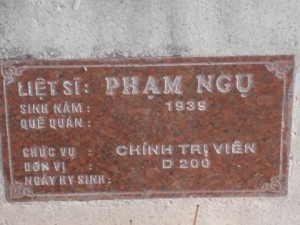 LIỆT SĨ: PHẠM NGỤ
SINH NĂM: 1939
QUÊ QUÁN:
CHỨC VỤ : CHÍNH TRỊ VIÊN
ĐƠN VỊ : D 200
NGÀY HY SINH: